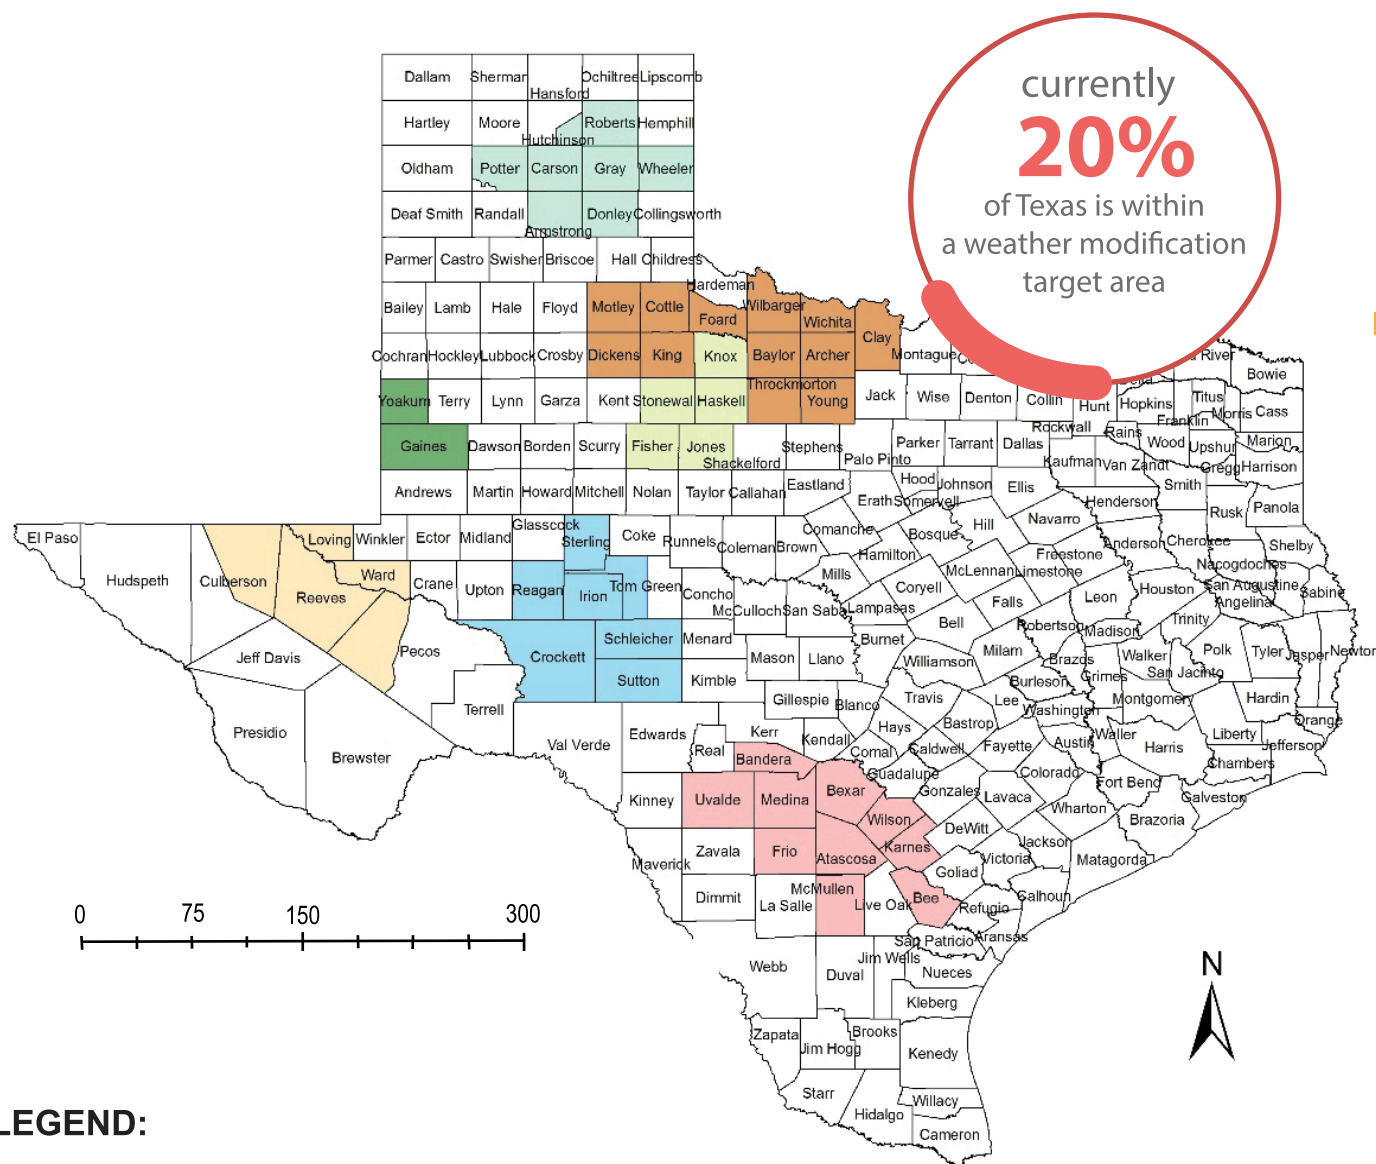 currently
20%
of Texas is within
a weather modification
target area
Dallam Sherman Hansford Ochiltree Lipscomb
Hartley Moore Hutchinson Roberts Hemphill
Oldham Potter Carson Gray Wheeler
Deaf Smith Randall Armstrong Donley Collingsworth
Parmer Castro Swisher Briscoe Hall Childress
Hardeman
Bailey Lamb Hale Floyd Motley Cottle Foard Wilbarger Wichita Clay
Cochran Hockley Lubbock Crosby Dickens King Knox Baylor Archer Montague River Bowie
Yoakum Terry Lynn Garza Kent Stonewal Haskell Throckmorton Young Jack Wise Denton Collin Hunt Hopkins Titus Franklin Morris Cass
Gaines Dawson Borden Scurry Fisher Jones Shackelford Stephens Palo Pinto Parker Tarrant Dallas Rockwall Kaufman Rains Van Zandt Wood Upshur Marion Gregg Harrison
Andrews Martin Howard Mitchell Nolan Taylor Callahan Eastland Erath Hood Somervell Johnson Ellis Henderson Smith Rusk Panola
El Paso Hudspeth Culberson Reeves Loving Winkler Ward Ector Midland Glasscock Sterling Coke Runnels Coleman Brown Comanche Hamilton Bosque Hill Navarro Freestone Anderson Cherokee Nacogdoches Shelby
Crane Upton Reagan Irion Tom Green Concho McCulloch San Saba Mills Lampasas Coryell McLennan Limestone Falls Leon Houston San Augustine Angelina Sabine
Jeff Davis Pecos Crockett Schleicher Menard Mason Llano Burnet Bell Milam Robertson Madison Trinity Walker Polk Tyler Jasper Newton
Presidio Brewster Terrell Sutton Kimble Gillespie Blanco Williamson Travis Lee Burleson Brazos Grimes San Jacinto Montgomery Hardin
Val Verde Edwards Real Kerr Kendall Hays Comal Caldwell Bastrop Fayette Washington Austin Waller Harris Liberty Orange Jefferson Chambers
Kinney Uvalde Bandera Medina Bexar Guadalupe Wilson Gonzales Lavaca Colorado Wharton Fort Bend Brazoria Galveston
Maverick Zavala Frio Atascosa Karnes DeWitt Goliad Victoria Jackson Matagorda
Dimmit La Salle McMullen Live Oak Bee Refugio Calhoun
San Patricio Aransas
Webb Duval Jim Wells Nueces
Kleberg
Zapata Jim Hogg Brooks Kenedy
Starr Hidalgo Willacy
Cameron
0 75 150 300
N
LEGEND: